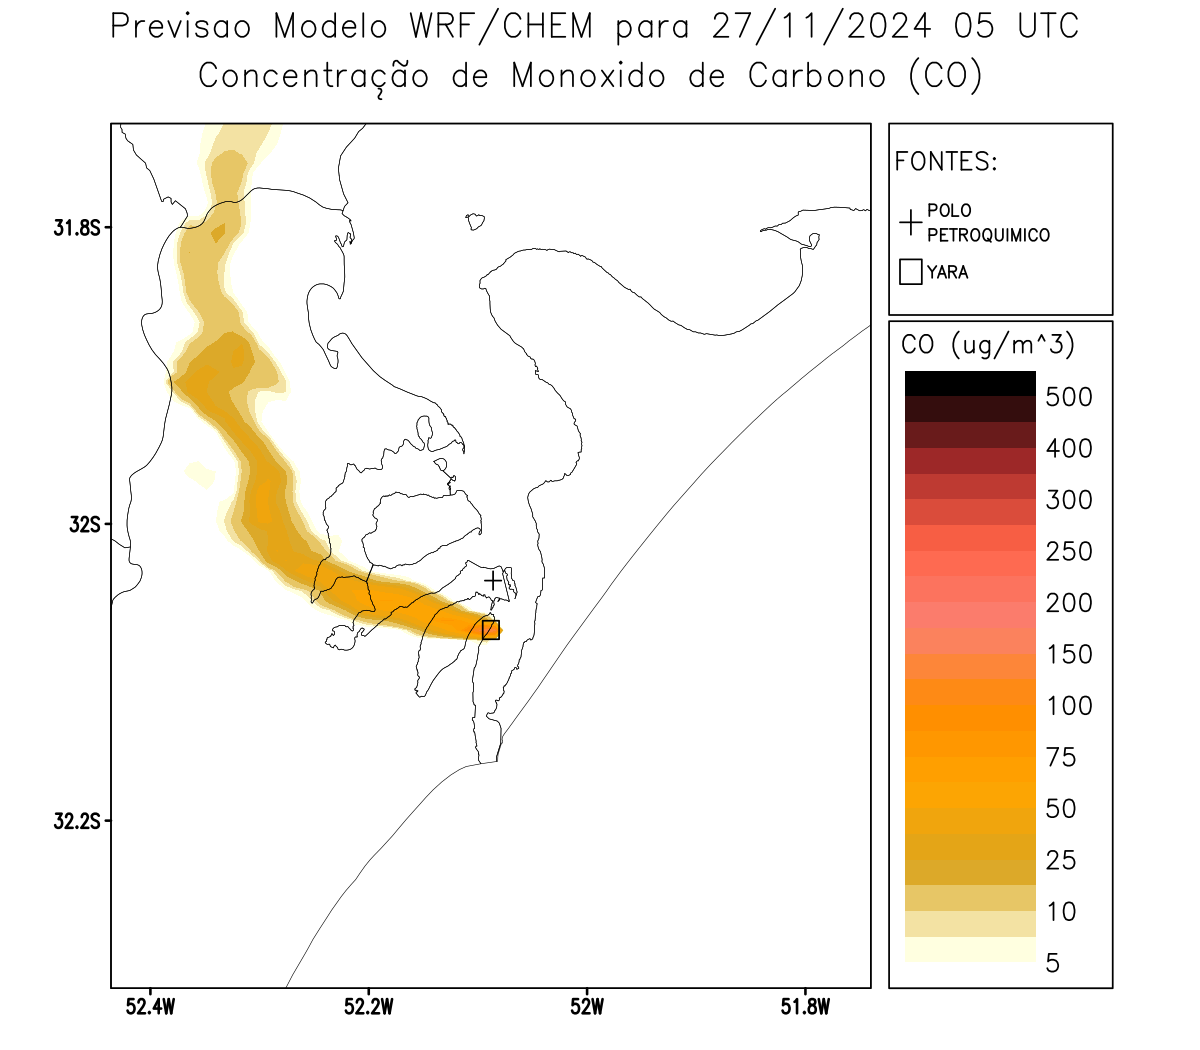 Previsao Modelo WRF/CHEM para 27/11/2024 05 UTC
Concentração de Monoxido de Carbono (CO)
FONTES:
POLO
PETROQUIMICO
YARA
31.8S
32S
32.2S
52.4W
52.2W
52W
51.8W
CO (ug/m^3)
500
400
300
250
200
150
100
75
50
25
10
5